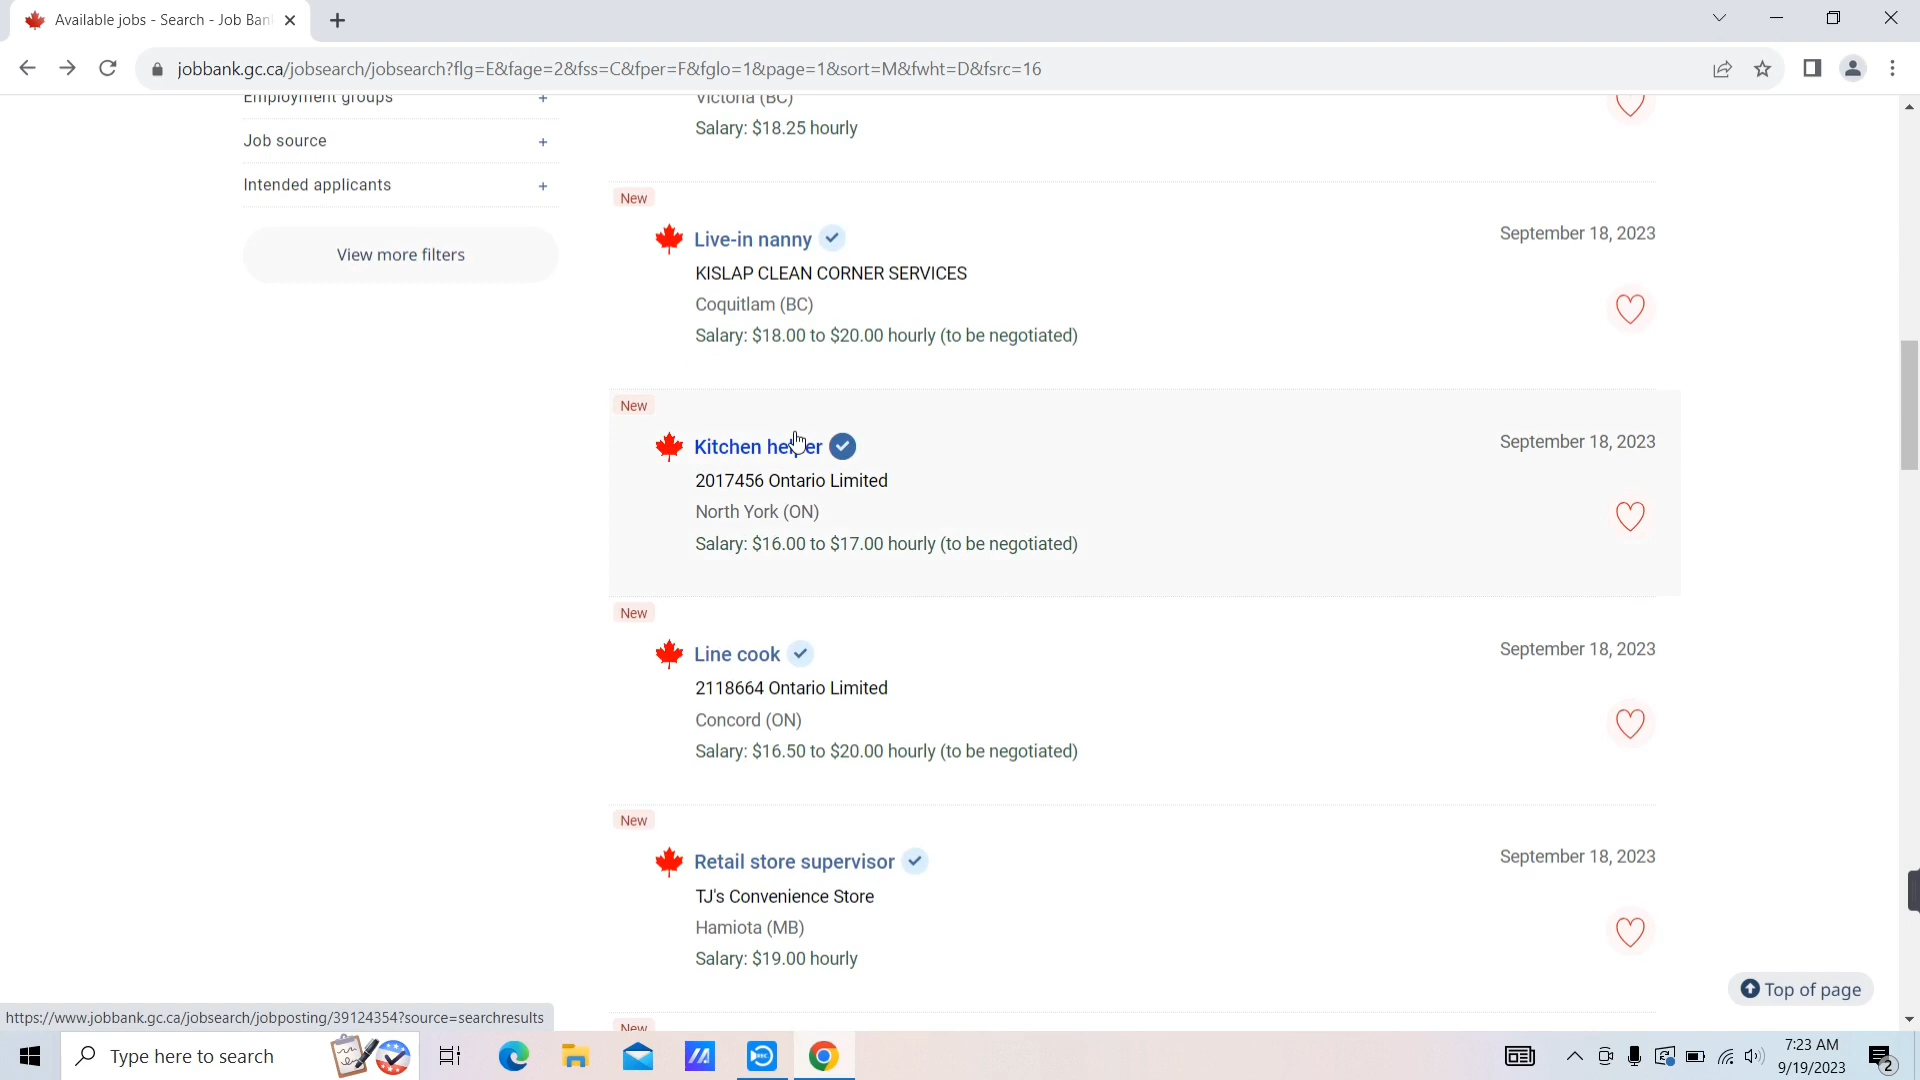 Available jobs - Search - Job Ban
jobbank.gc.ca/jobsearch/jobsearch?flg=E&fage=2&fss=C&fper=F&fglo=1&page=1&sort=M&fwht=D&fsrc=16
Employment groups +
Job source +
Intended applicants +
View more filters
Victoria (BC)
Salary: $18.25 hourly
New
Live-in nanny
September 18, 2023
KISLAP CLEAN CORNER SERVICES
Coquitlam (BC)
Salary: $18.00 to $20.00 hourly (to be negotiated)
New
Kitchen helper
September 18, 2023
2017456 Ontario Limited
North York (ON)
Salary: $16.00 to $17.00 hourly (to be negotiated)
New
Line cook
September 18, 2023
2118664 Ontario Limited
Concord (ON)
Salary: $16.50 to $20.00 hourly (to be negotiated)
New
Retail store supervisor
September 18, 2023
TJ's Convenience Store
Hamiota (MB)
Salary: $19.00 hourly
New
Top of page
https://www.jobbank.gc.ca/jobsearch/jobposting/39124354?source=searchresults
Type here to search
REC
7:23 AM
9/19/2023
2